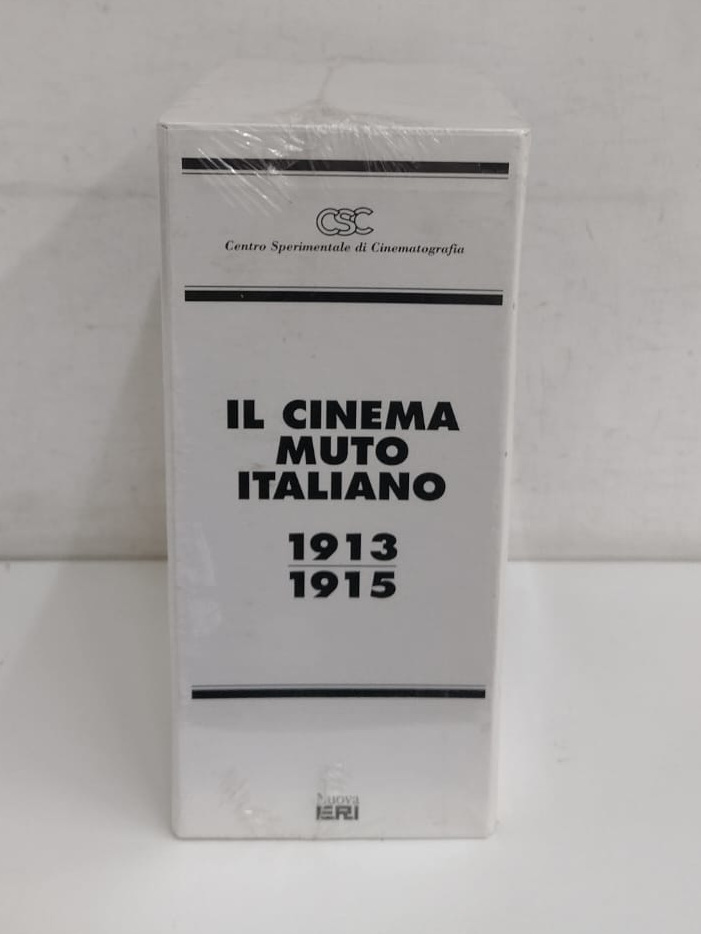 CSC
Centro Sperimentale di Cinematografia
IL CINEMA
MUTO
ITALIANO
1913
1915
Nuova
ERI